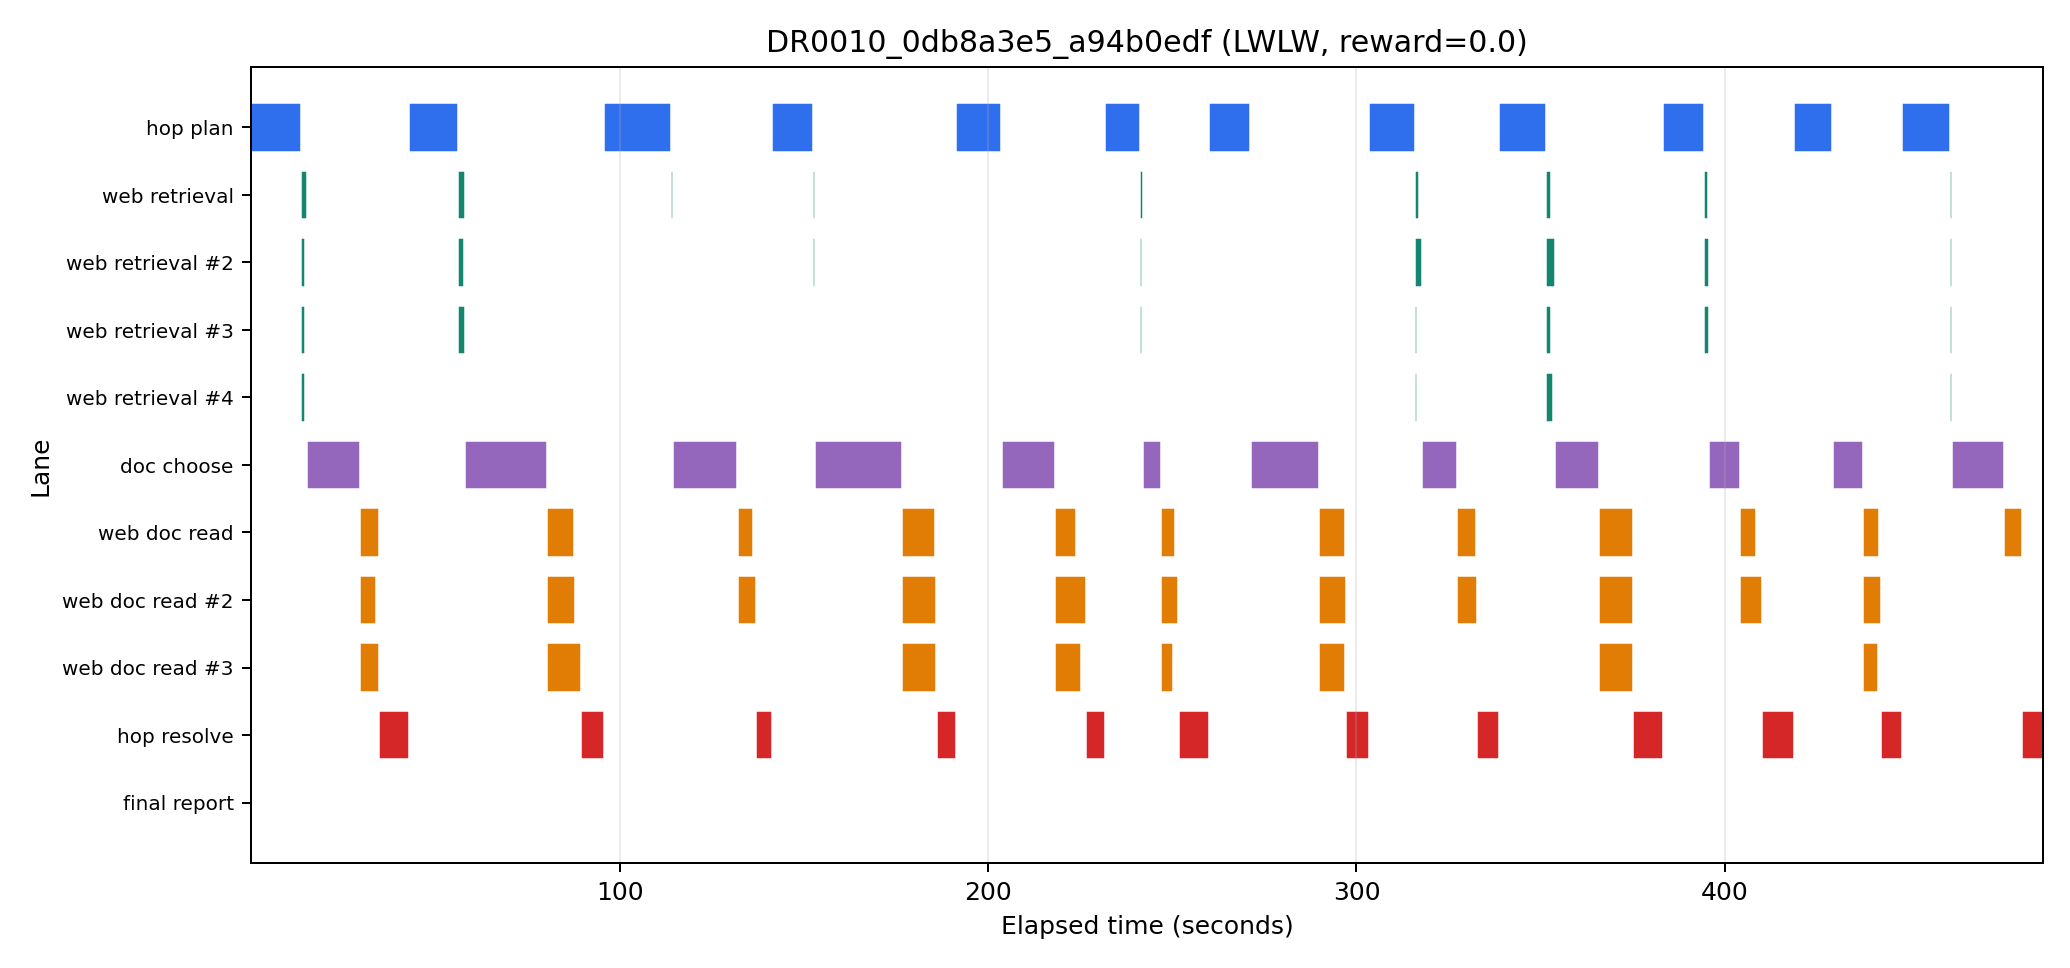 DR0010_0db8a3e5_a94b0edf (LWLW, reward=0.0)
hop plan
web retrieval
web retrieval #2
web retrieval #3
web retrieval #4
doc choose
web doc read
web doc read #2
web doc read #3
hop resolve
final report
Lane
100 200 300 400
Elapsed time (seconds)